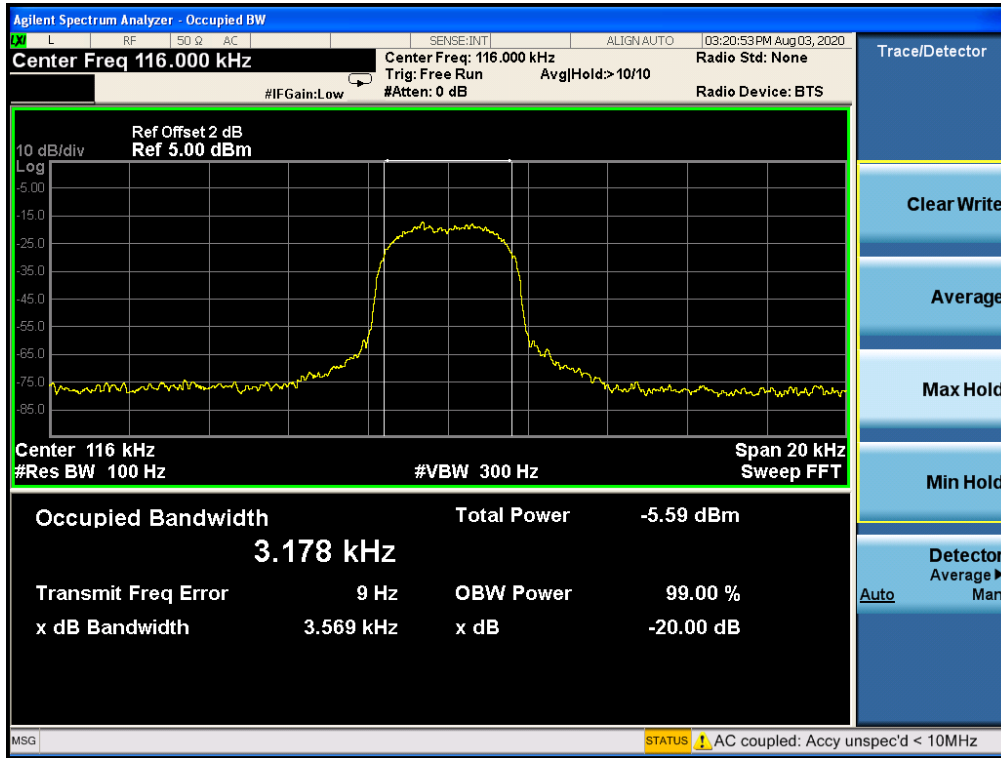 Agilent Spectrum Analyzer - Occupied BW
LXI L RF 50 Ω AC SENSE:INT ALIGN AUTO 03:20:53 PM Aug 03, 2020
Center Freq 116.000 kHz
Center Freq: 116.000 kHz Radio Std: None
Trig: Free Run Avg|Hold:>10/10
#IFGain:Low #Atten: 0 dB Radio Device: BTS
Trace/Detector
Ref Offset 2 dB
10 dB/div Ref 5.00 dBm
Log
-5.00
-15.0
-25.0
-35.0
-45.0
-55.0
-65.0
-75.0
-85.0
Center 116 kHz Span 20 kHz
#Res BW 100 Hz #VBW 300 Hz Sweep FFT
Occupied Bandwidth Total Power -5.59 dBm
3.178 kHz
Transmit Freq Error 9 Hz OBW Power 99.00 %
x dB Bandwidth 3.569 kHz x dB -20.00 dB
Clear Write
Average
Max Hold
Min Hold
Detector
Average
Auto Man
MSG STATUS AC coupled: Accy unspec'd < 10MHz